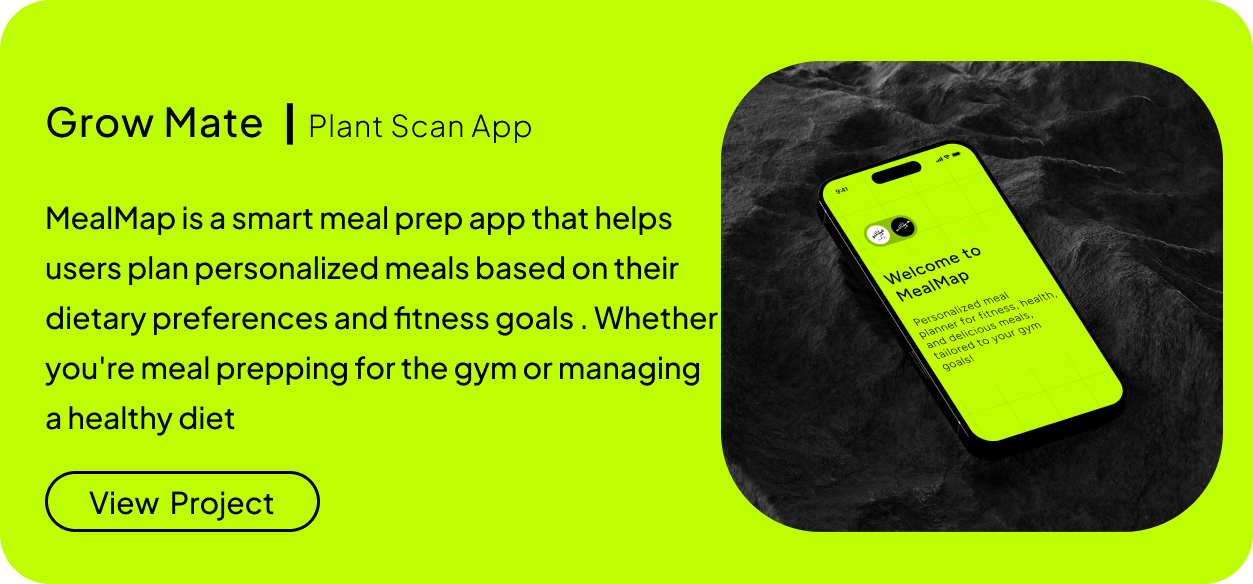 Grow Mate | Plant Scan App
MealMap is a smart meal prep app that helps
users plan personalized meals based on their
dietary preferences and fitness goals . Whether
you're meal prepping for the gym or managing
a healthy diet
View Project
9:41
Welcome to
MealMap
Personalized meal
planner for fitness, health,
and delicious meals,
tailored to your gym
goals!